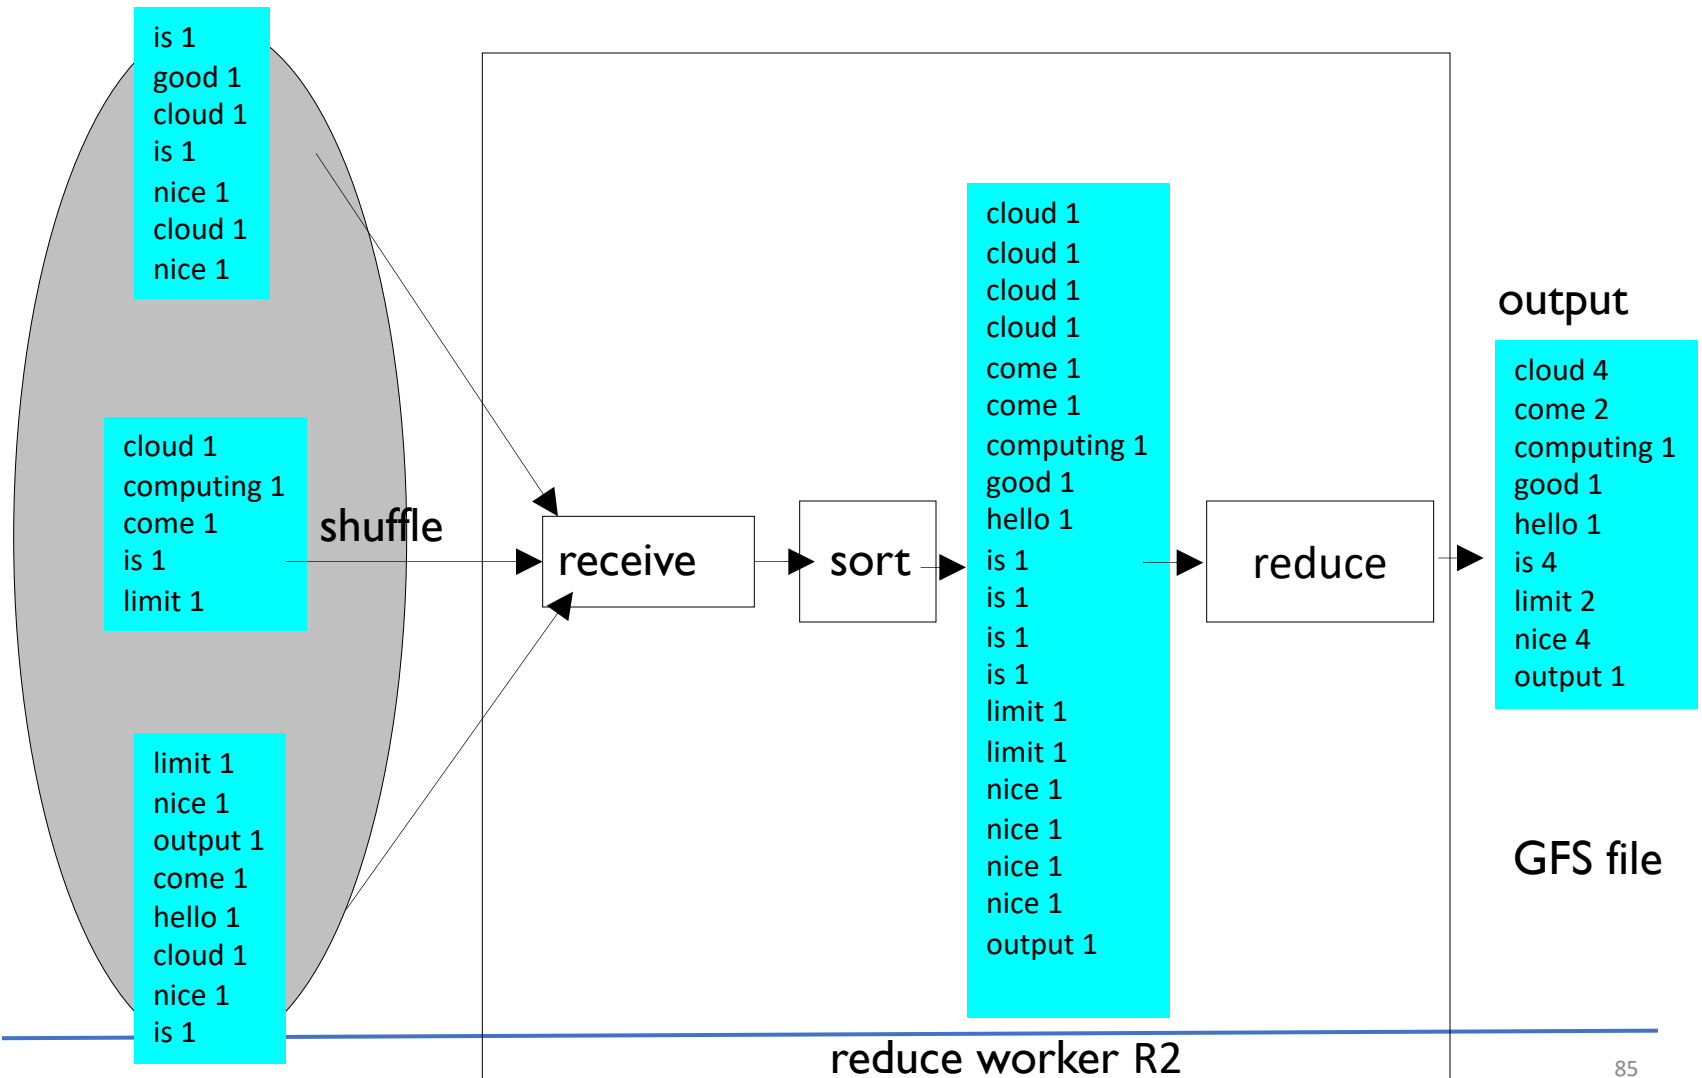 is 1
good 1
cloud 1
is 1
nice 1
cloud 1
nice 1
cloud 1
computing 1
come 1
is 1
limit 1
limit 1
nice 1
output 1
come 1
hello 1
cloud 1
nice 1
is 1
shuffle
receive
sort
cloud 1
cloud 1
cloud 1
cloud 1
come 1
come 1
computing 1
good 1
hello 1
is 1
is 1
is 1
is 1
limit 1
limit 1
nice 1
nice 1
nice 1
nice 1
output 1
reduce
output
cloud 4
come 2
computing 1
good 1
hello 1
is 4
limit 2
nice 4
output 1
GFS file
reduce worker R2
85